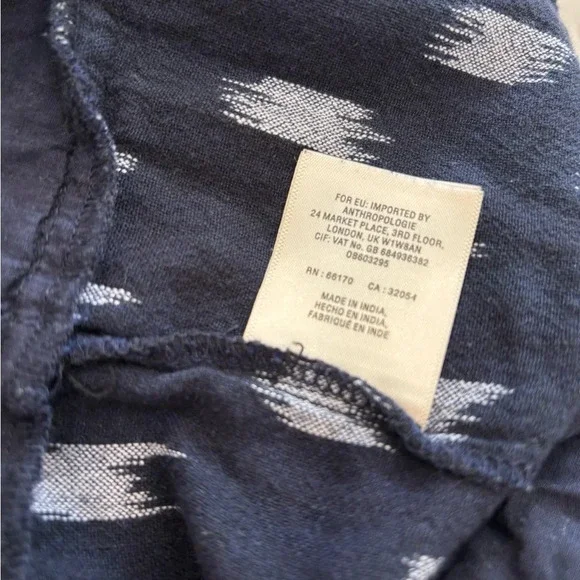 FOR EU: IMPORTED BY
ANTHROPOLOGIE
24 MARKET PLACE, 3RD FLOOR,
LONDON, UK W1W8AN
CIF: VAT No. GB 684936382
OB603295
RN : 66170 CA : 32054
MADE IN INDIA,
HECHO EN INDIA,
FABRIQUÉ EN INDE